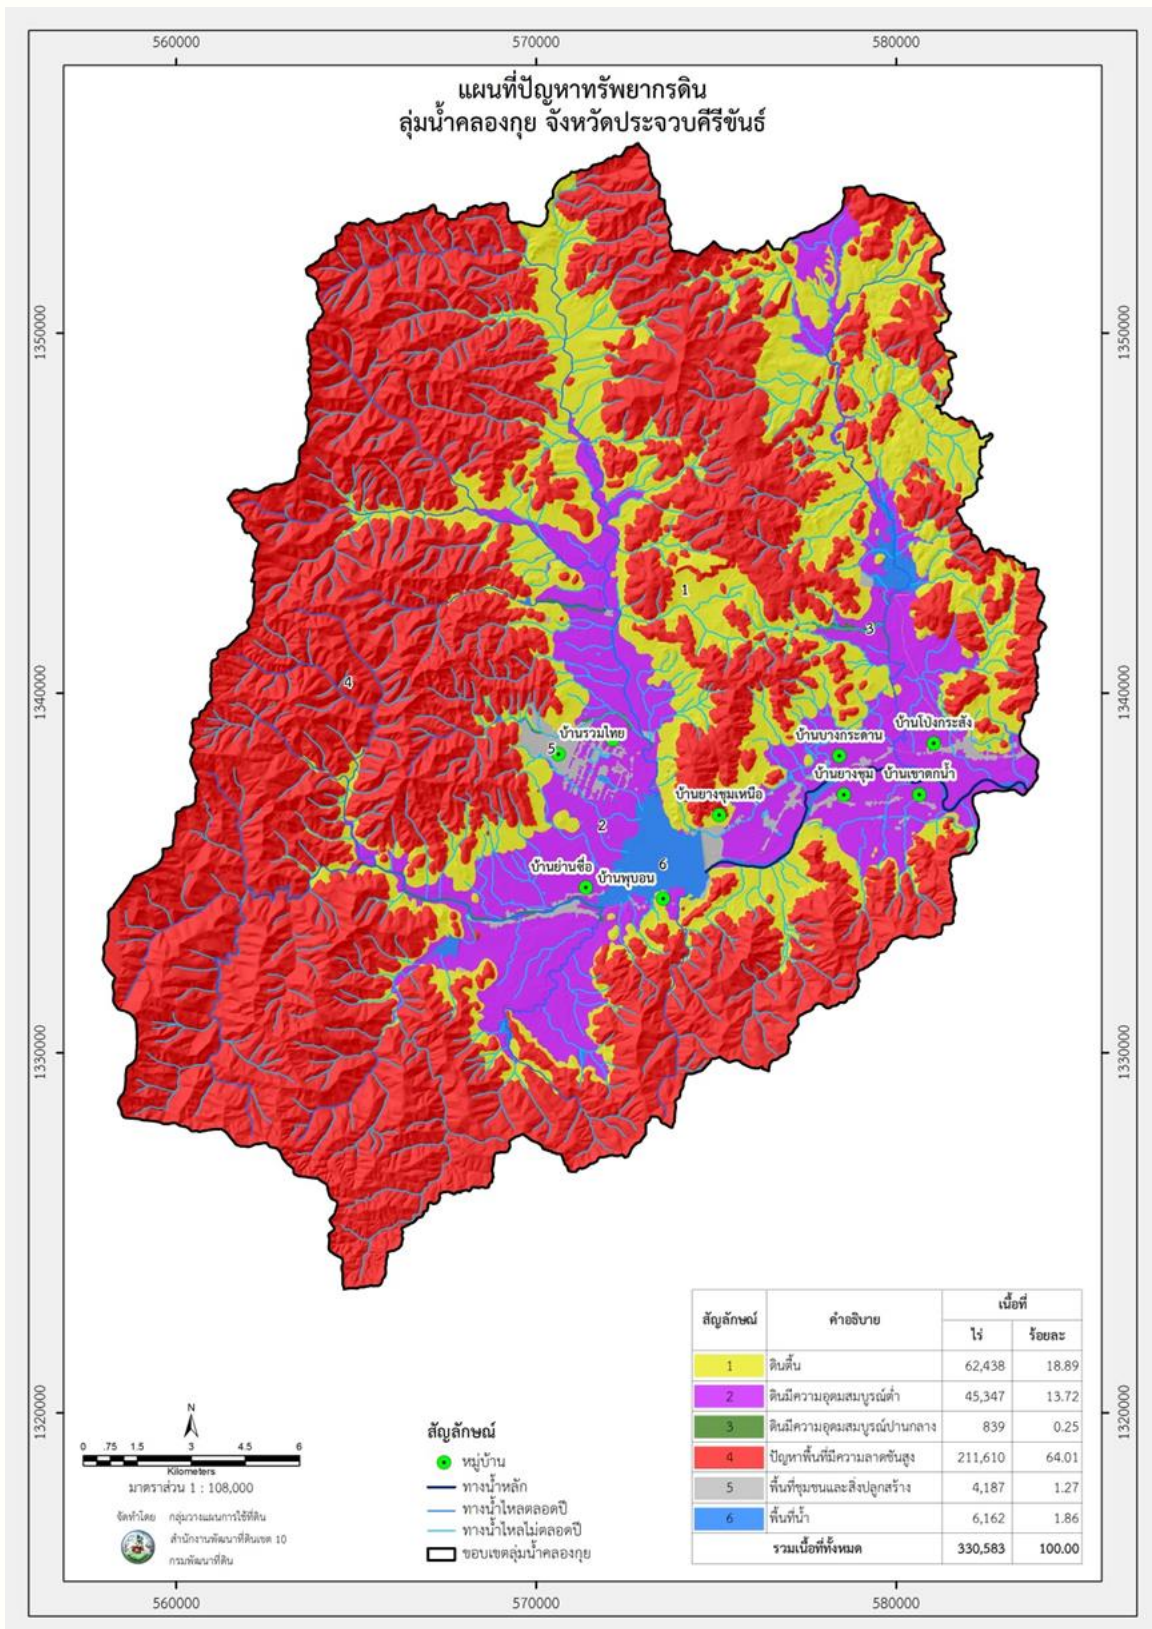 560000 570000 580000
แผนที่ปัญหาทรัพยากรดิน
ลุ่มน้ำคลองกุย จังหวัดประจวบคีรีขันธ์
1350000 1350000
1
3
1340000 4 1340000
บ้านโป่งกระสัง
บ้านรวมไทย บ้านบางกระดาน
5
บ้านยางชุม บ้านเขาตกน้ำ
บ้านยางชุมเหนือ
2
6
บ้านย่านซื่อ บ้านพุบอน
1330000 1330000
1320000 1320000
N
0 .75 1.5 3 4.5 6
Kilometers
มาตราส่วน 1 : 108,000
จัดทำโดย กลุ่มวางแผนการใช้ที่ดิน
สำนักงานพัฒนาที่ดินเขต 10
กรมพัฒนาที่ดิน
สัญลักษณ์
หมู่บ้าน
ทางน้ำหลัก
ทางน้ำไหลตลอดปี
ทางน้ำไหลไม่ตลอดปี
ขอบเขตลุ่มน้ำคลองกุย
สัญลักษณ์ คำอธิบาย เนื้อที่
ไร่ ร้อยละ
1 ดินตื้น 62,438 18.89
2 ดินมีความอุดมสมบูรณ์ต่ำ 45,347 13.72
3 ดินมีความอุดมสมบูรณ์ปานกลาง 839 0.25
4 ปัญหาพื้นที่มีความลาดชันสูง 211,610 64.01
5 พื้นที่ชุมชนและสิ่งปลูกสร้าง 4,187 1.27
6 พื้นที่น้ำ 6,162 1.86
รวมเนื้อที่ทั้งหมด 330,583 100.00
560000 570000 580000